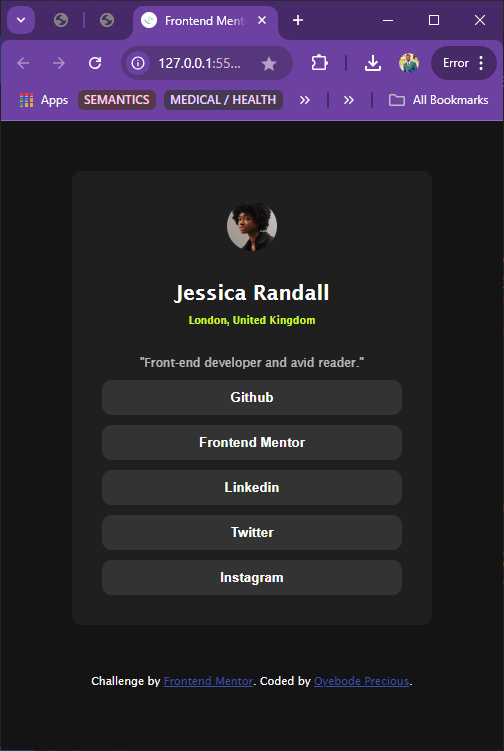 Frontend Ment
127.0.0.1:55...
Error
Apps
SEMANTICS
MEDICAL / HEALTH
All Bookmarks
Jessica Randall
London, United Kingdom
"Front-end developer and avid reader."
Github
Frontend Mentor
Linkedin
Twitter
Instagram
Challenge by Frontend Mentor. Coded by Oyebode Precious.